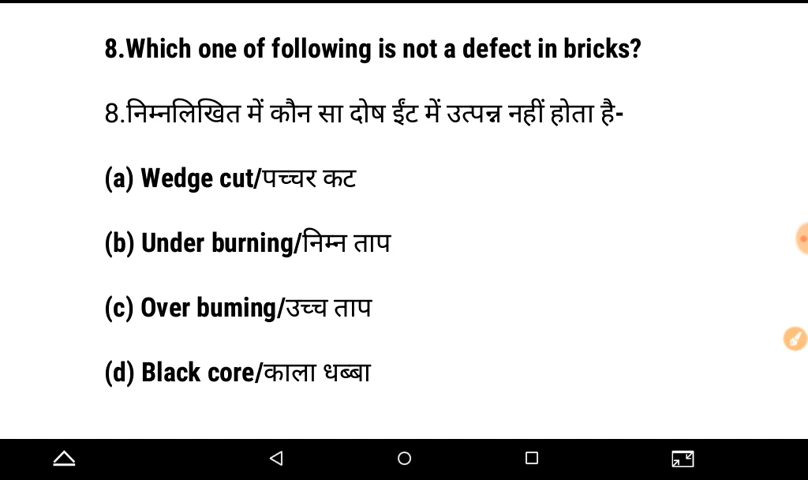 8.Which one of following is not a defect in bricks?
8.निम्नलिखित में कौन सा दोष ईंट में उत्पन्न नहीं होता है-
(a) Wedge cut/पच्चर कट
(b) Under burning/निम्न ताप
(c) Over buming/उच्च ताप
(d) Black core/काला धब्बा